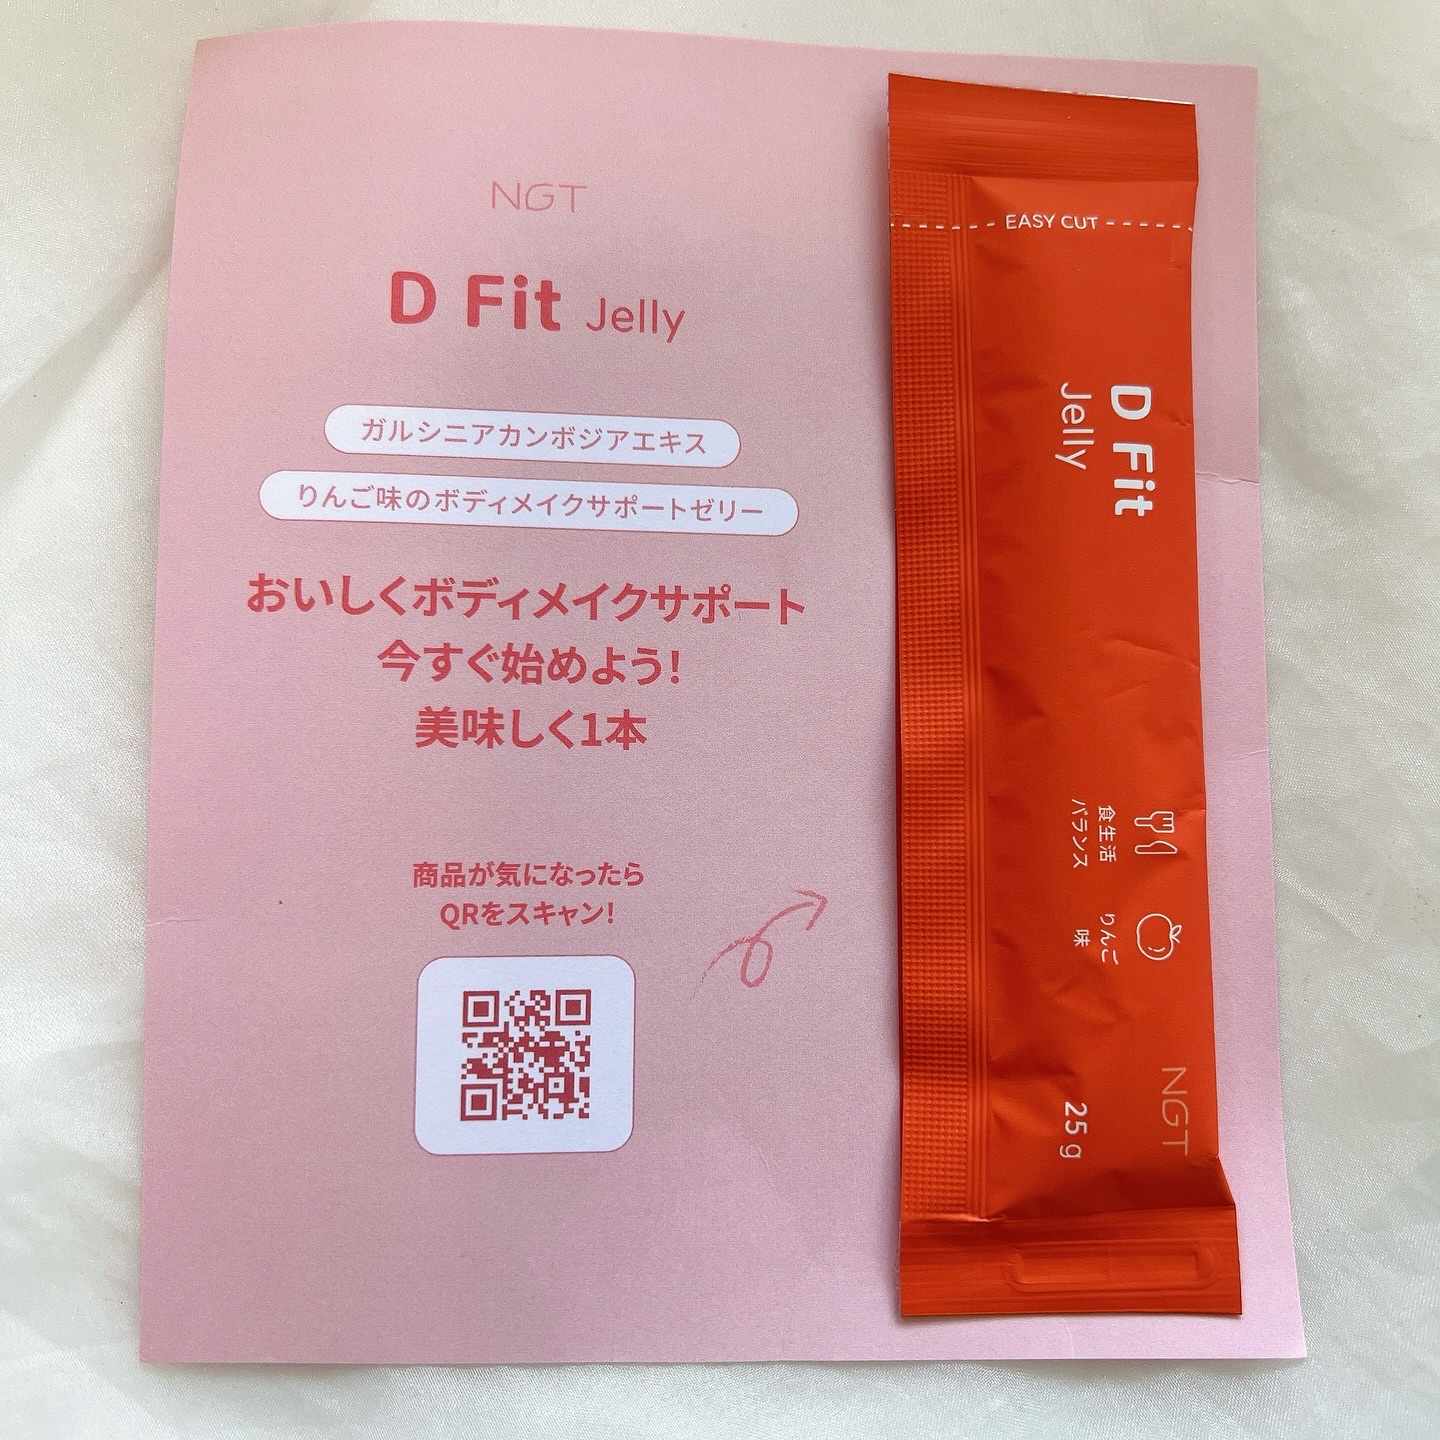 NGT
D Fit Jelly
ガルシニアカンボジアエキス
りんご味のボディメイクサポートゼリー
おいしくボディメイクサポート
今すぐ始めよう!
美味しく1本
商品が気になったら
QRをスキャン!
EASY CUT
D Fit
Jelly
食生活
バランス
りんご
味
NGT
25g